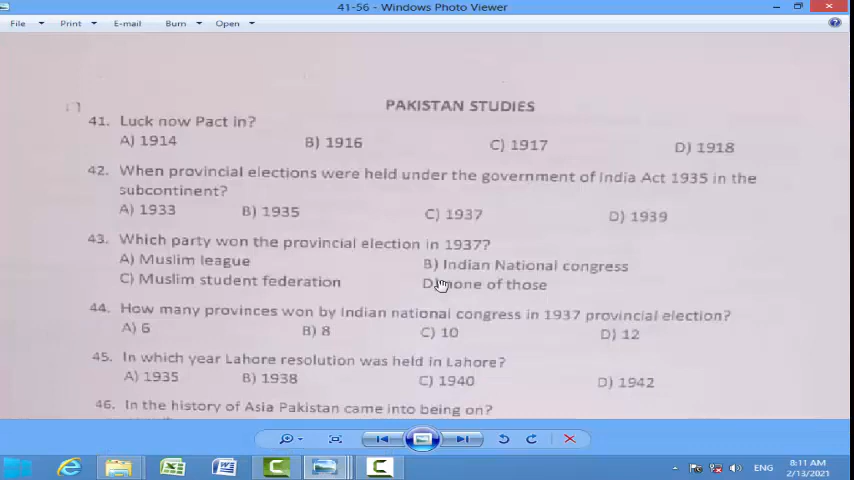 41-56 - Windows Photo Viewer
File Print E-mail Burn Open
PAKISTAN STUDIES
41. Luck now Pact in?
A) 1914 B) 1916 C) 1917 D) 1918
42. When provincial elections were held under the government of India Act 1935 in the
subcontinent?
A) 1933 B) 1935 C) 1937 D) 1939
43. Which party won the provincial election in 1937?
A) Muslim league B) Indian National congress
C) Muslim student federation D) none of those
44. How many provinces won by Indian national congress in 1937 provincial election?
A) 6 B) 8 C) 10 D) 12
45. In which year Lahore resolution was held in Lahore?
A) 1935 B) 1938 C) 1940 D) 1942
46. In the history of Asia Pakistan came into being on?
ENG 8:11 AM
2/13/2021